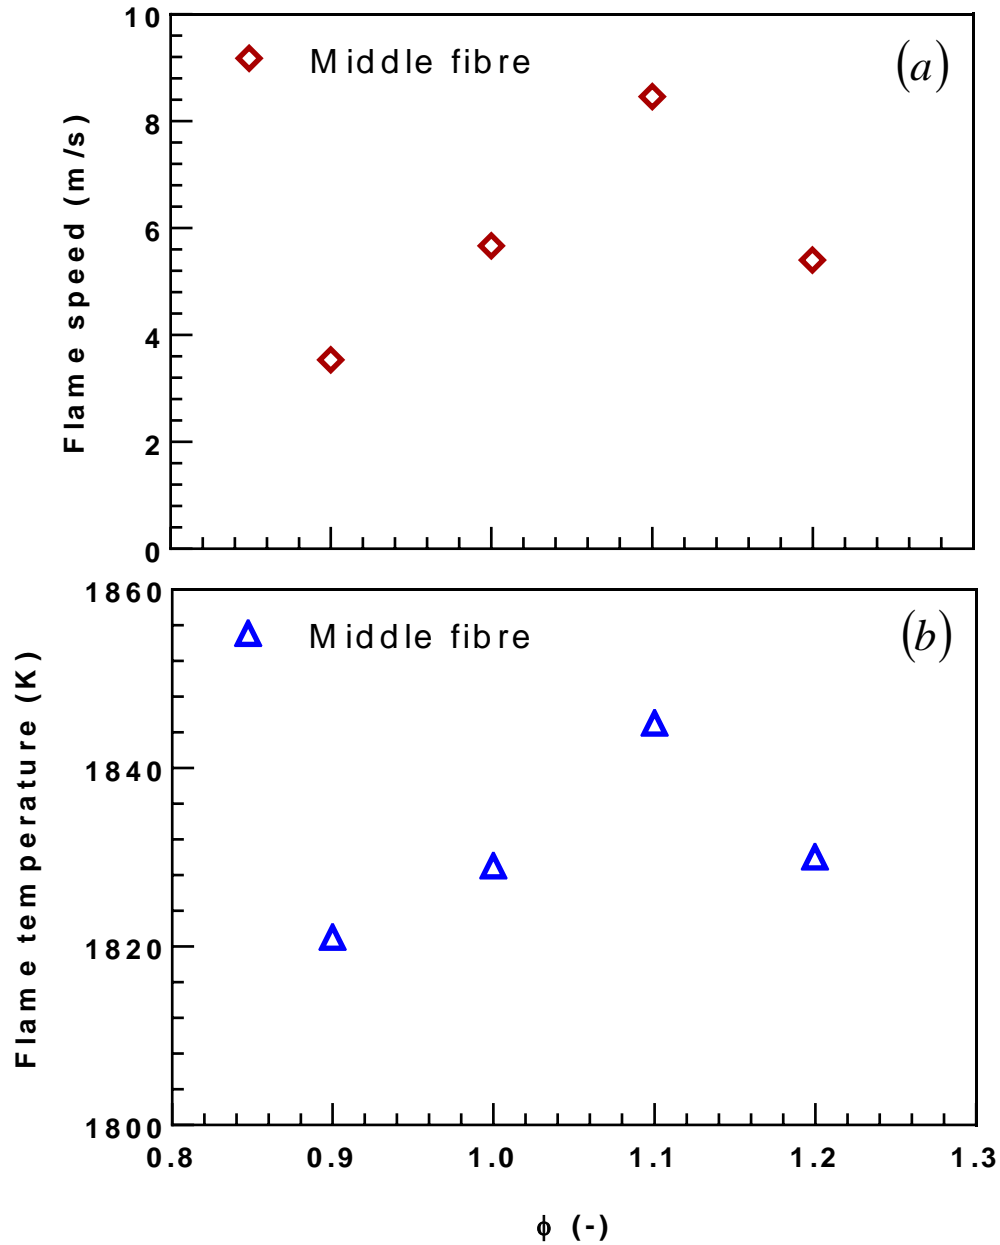 10
8
6
4
2
0
Flame speed (m/s)
Middle fibre
(a)
1860
1840
1820
1800
Flame temperature (K)
Middle fibre
(b)
0.8 0.9 1.0 1.1 1.2 1.3
ϕ (-)